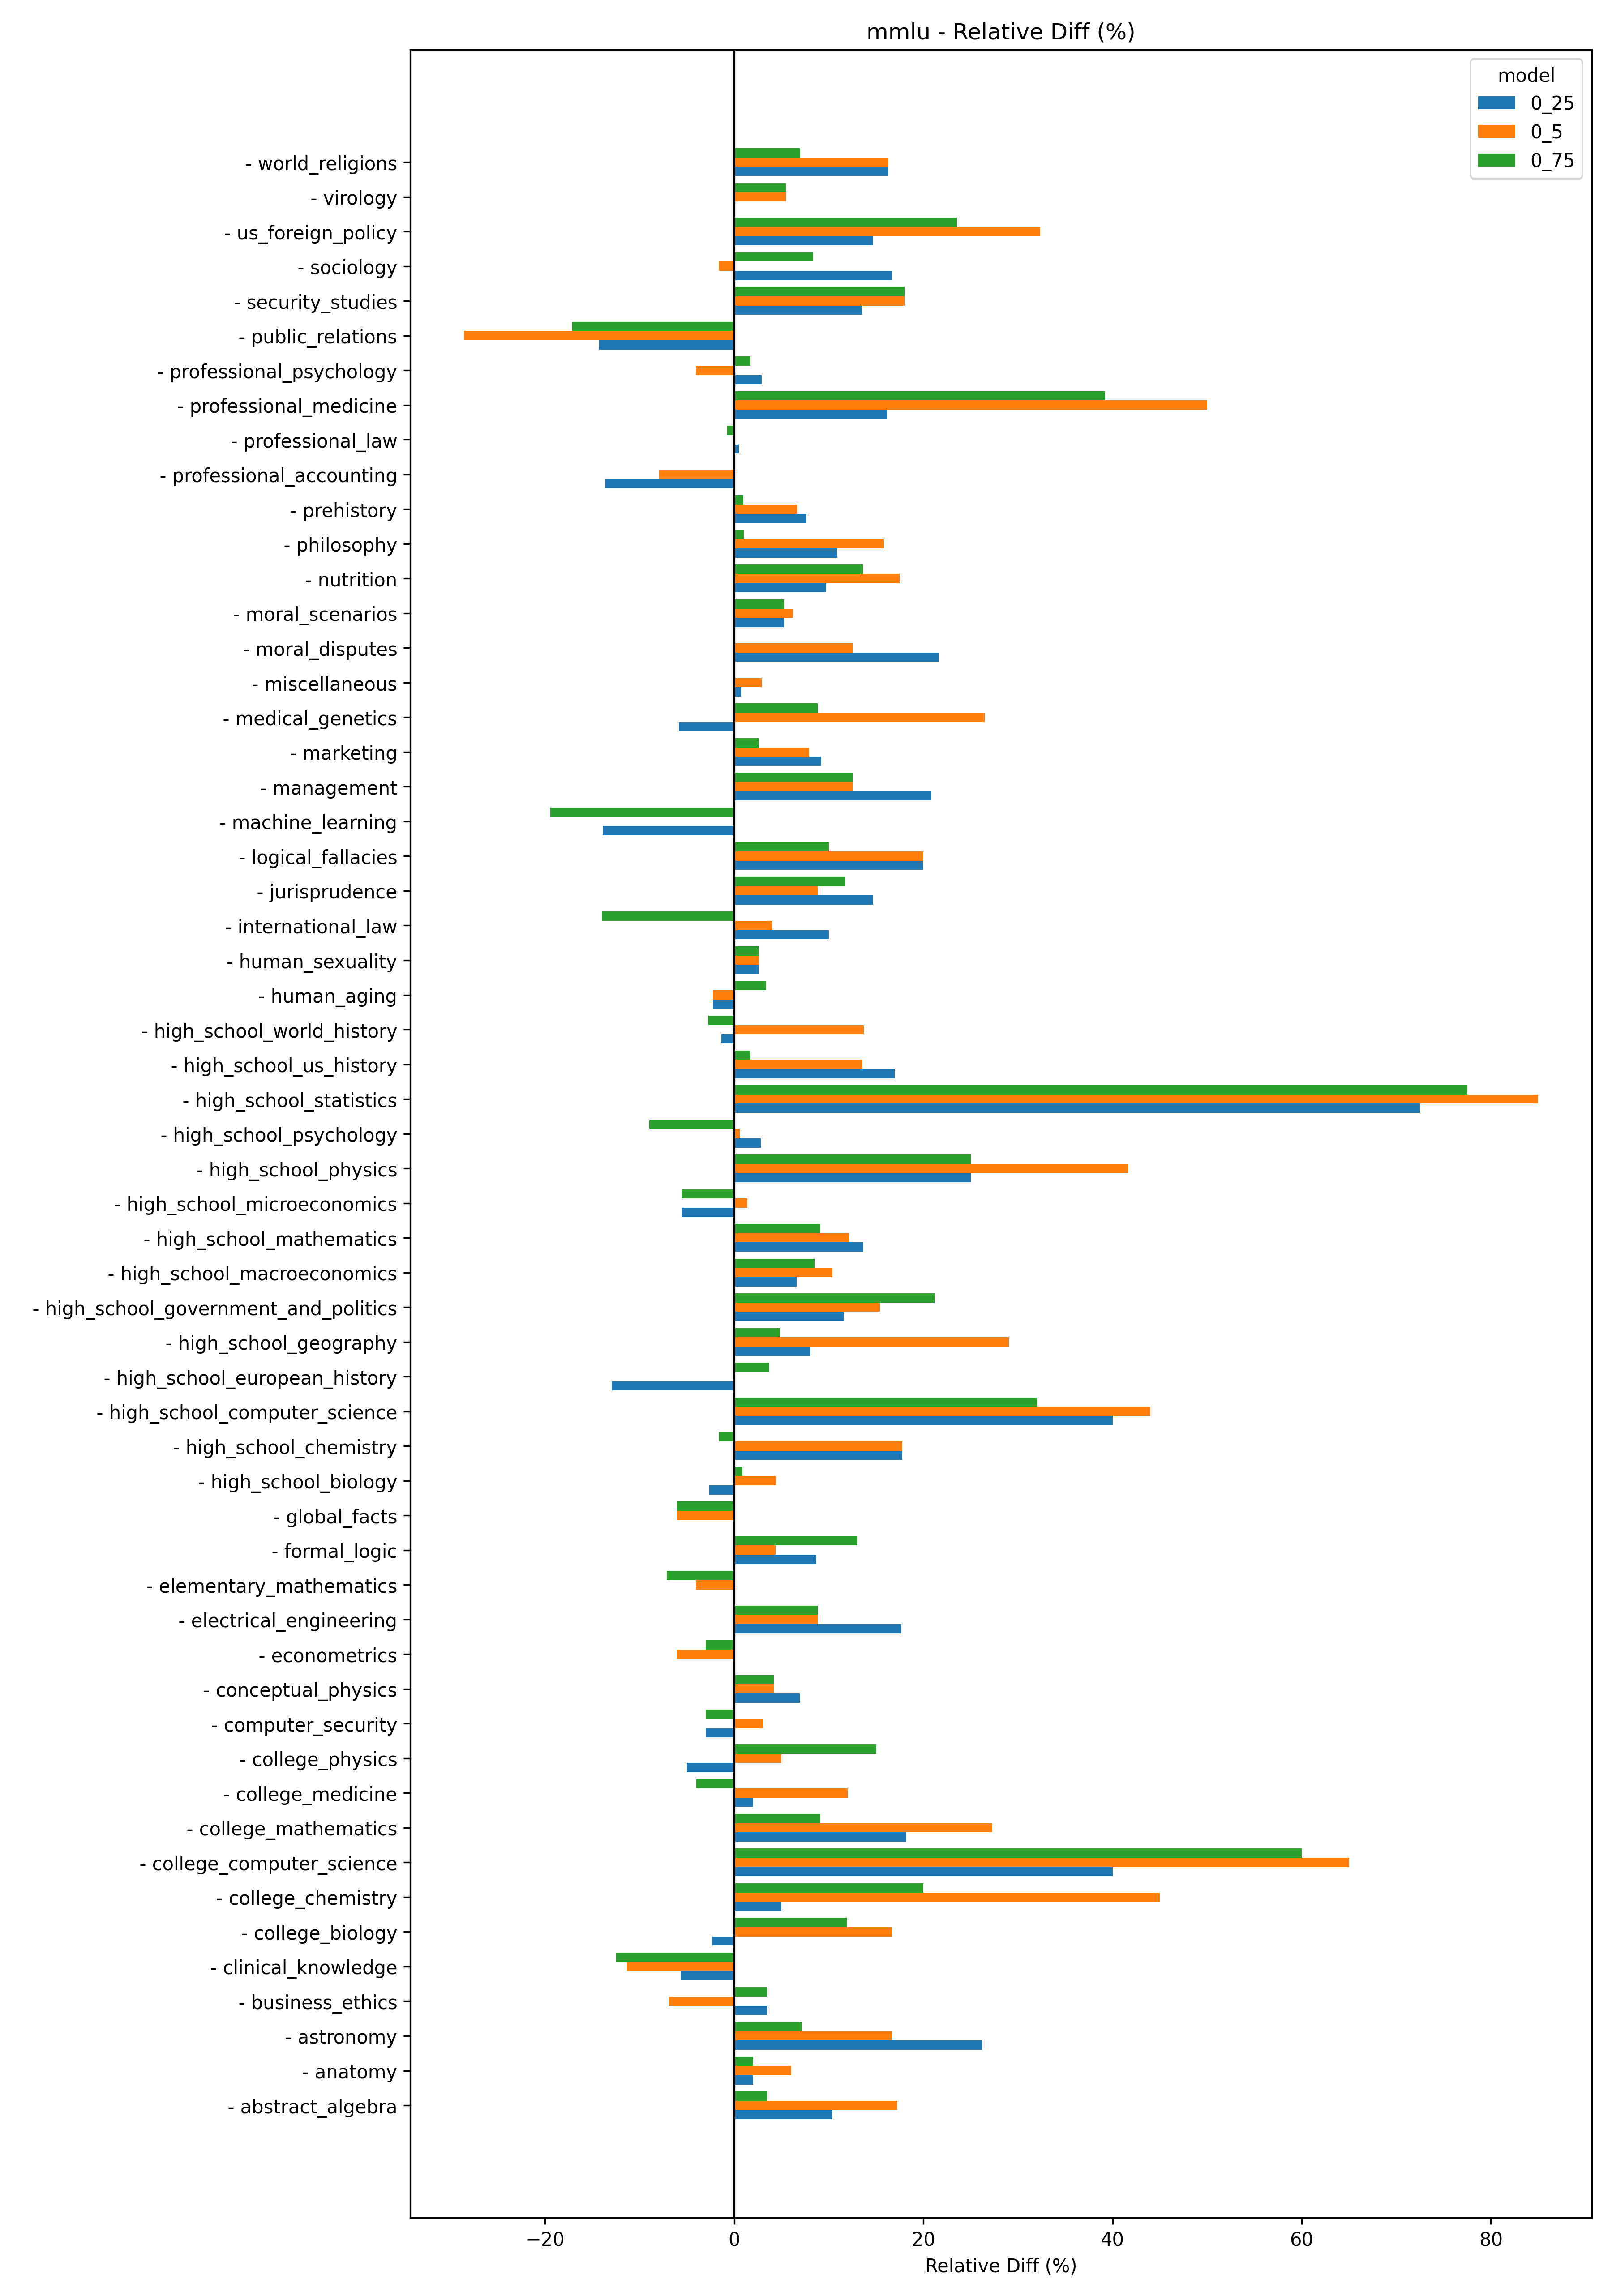 mmlu - Relative Diff (%)
model
0_25
0_5
0_75
- world_religions
- virology
- us_foreign_policy
- sociology
- security_studies
- public_relations
- professional_psychology
- professional_medicine
- professional_law
- professional_accounting
- prehistory
- philosophy
- nutrition
- moral_scenarios
- moral_disputes
- miscellaneous
- medical_genetics
- marketing
- management
- machine_learning
- logical_fallacies
- jurisprudence
- international_law
- human_sexuality
- human_aging
- high_school_world_history
- high_school_us_history
- high_school_statistics
- high_school_psychology
- high_school_physics
- high_school_microeconomics
- high_school_mathematics
- high_school_macroeconomics
- high_school_government_and_politics
- high_school_geography
- high_school_european_history
- high_school_computer_science
- high_school_chemistry
- high_school_biology
- global_facts
- formal_logic
- elementary_mathematics
- electrical_engineering
- econometrics
- conceptual_physics
- computer_security
- college_physics
- college_medicine
- college_mathematics
- college_computer_science
- college_chemistry
- college_biology
- clinical_knowledge
- business_ethics
- astronomy
- anatomy
- abstract_algebra
−20 0 20 40 60 80
Relative Diff (%)